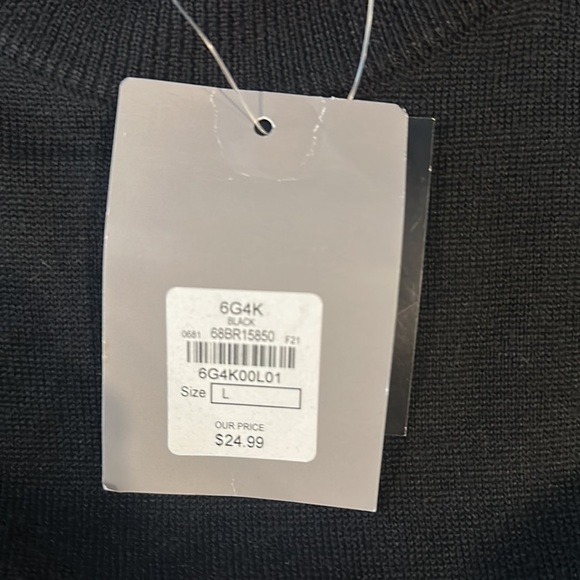 6G4K
BLACK
0681 68BR15850 F21
6G4K00L01
Size L
OUR PRICE
$24.99